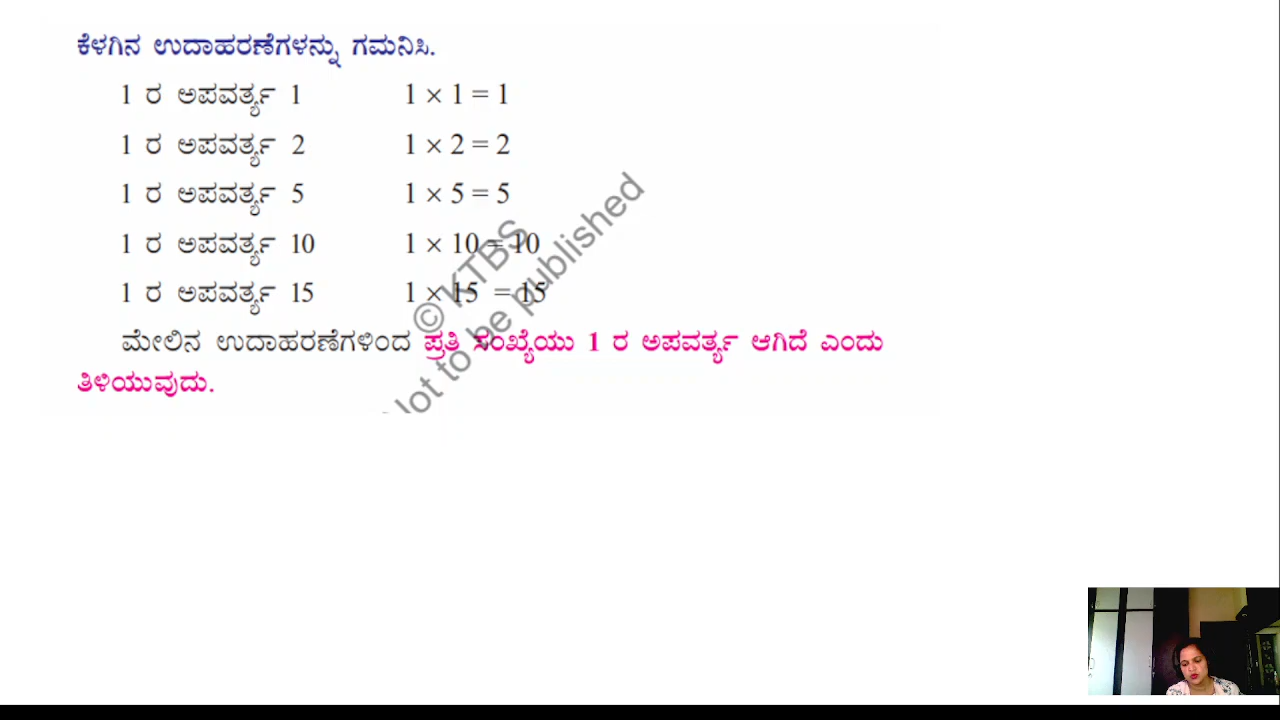 ಕೆಳಗಿನ ಉದಾಹರಣೆಗಳನ್ನು ಗಮನಿಸಿ.
1 ರ ಅಪವರ್ತ್ಯ 1 1 × 1 = 1
1 ರ ಅಪವರ್ತ್ಯ 2 1 × 2 = 2
1 ರ ಅಪವರ್ತ್ಯ 5 1 × 5 = 5
1 ರ ಅಪವರ್ತ್ಯ 10 1 × 10 = 10
1 ರ ಅಪವರ್ತ್ಯ 15 1 × 15 = 15
ಮೇಲಿನ ಉದಾಹರಣೆಗಳಿಂದ ಪ್ರತಿ ಸಂಖ್ಯೆಯು 1 ರ ಅಪವರ್ತ್ಯ ಆಗಿದೆ ಎಂದು
ತಿಳಿಯುವುದು.
© KTBS
Not to be published